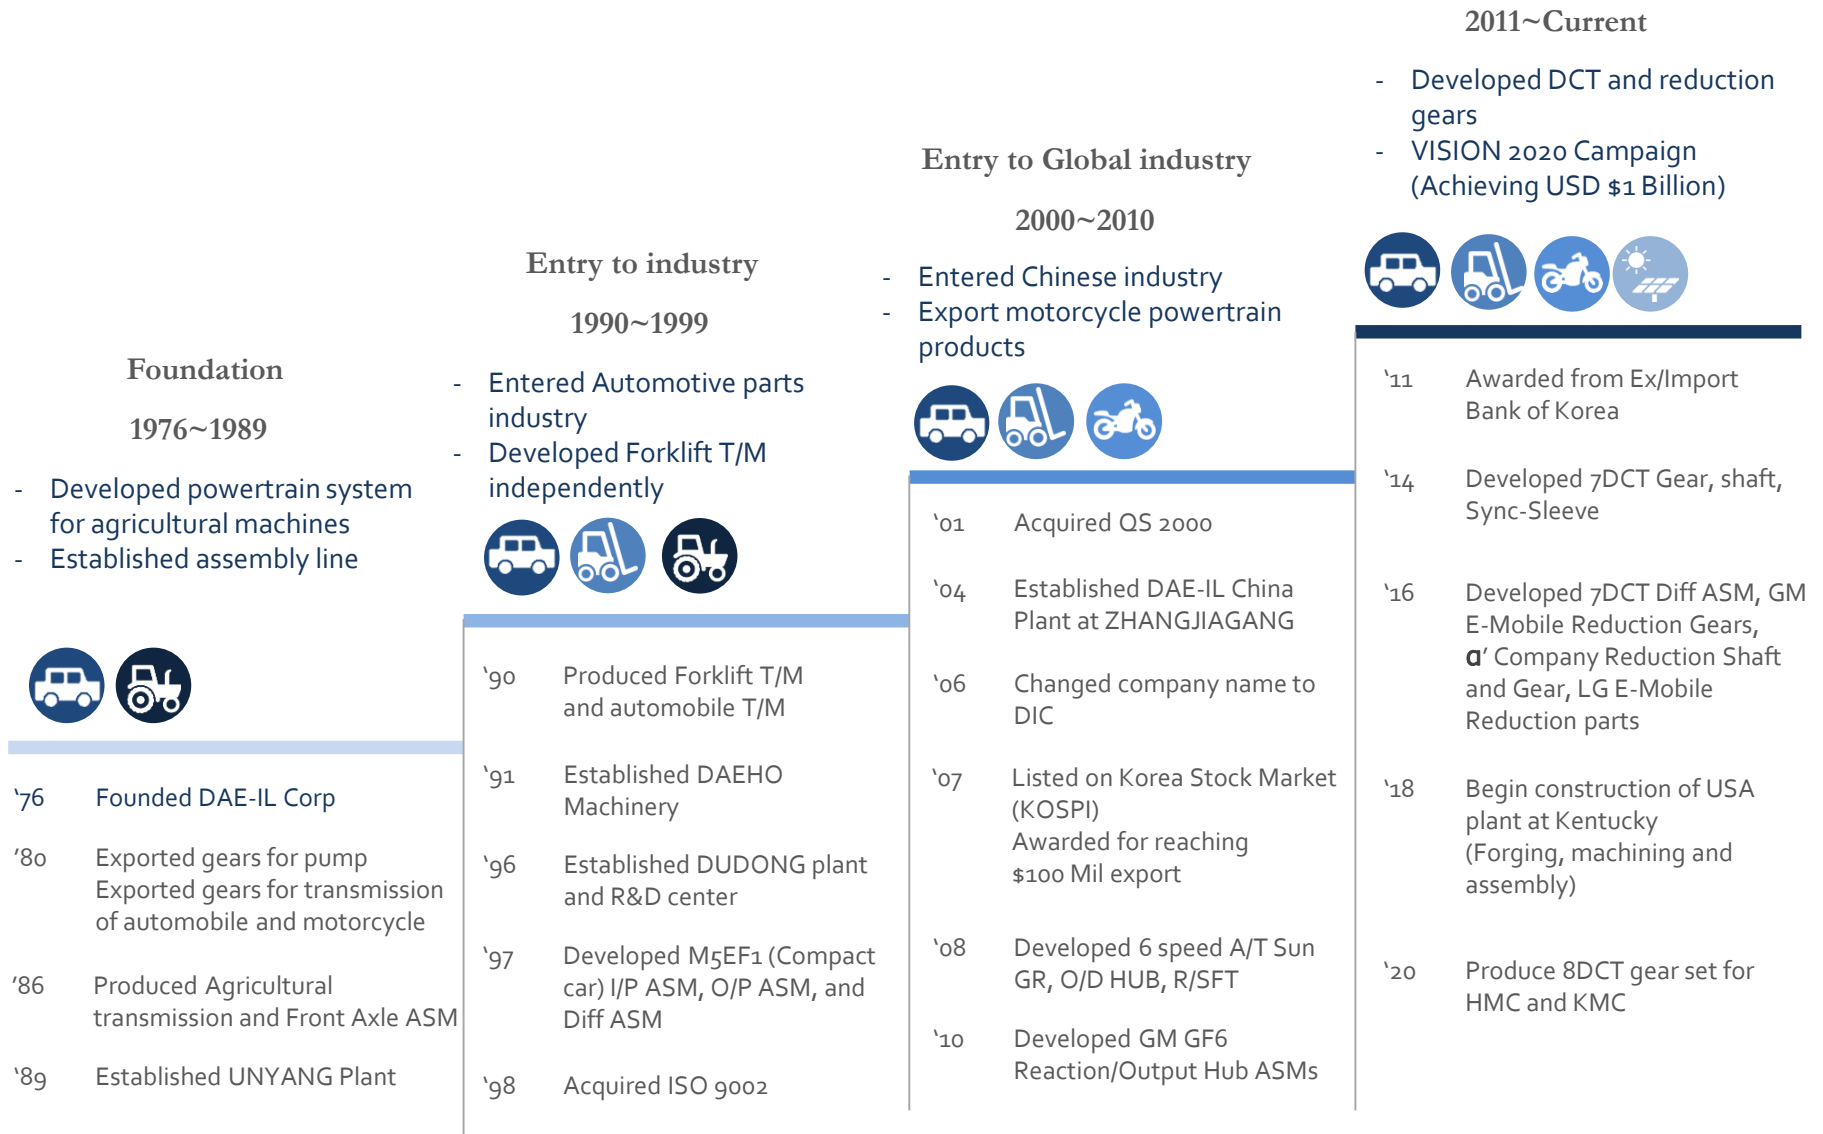 Foundation
1976~1989
- Developed powertrain system
for agricultural machines
- Established assembly line
'76 Founded DAE-IL Corp
'80 Exported gears for pump
Exported gears for transmission
of automobile and motorcycle
'86 Produced Agricultural
transmission and Front Axle ASM
'89 Established UNYANG Plant
Entry to industry
1990~1999
- Entered Automotive parts
industry
- Developed Forklift T/M
independently
'90 Produced Forklift T/M
and automobile T/M
'91 Established DAEHO
Machinery
'96 Established DUDONG plant
and R&D center
'97 Developed M5EF1 (Compact
car) I/P ASM, O/P ASM, and
Diff ASM
'98 Acquired ISO 9002
Entry to Global industry
2000~2010
- Entered Chinese industry
- Export motorcycle powertrain
products
'01 Acquired QS 2000
'04 Established DAE-IL China
Plant at ZHANGJIAGANG
'06 Changed company name to
DIC
'07 Listed on Korea Stock Market
(KOSPI)
Awarded for reaching
$100 Mil export
'08 Developed 6 speed A/T Sun
GR, O/D HUB, R/SFT
'10 Developed GM GF6
Reaction/Output Hub ASMs
2011~Current
- Developed DCT and reduction
gears
- VISION 2020 Campaign
(Achieving USD $1 Billion)
'11 Awarded from Ex/Import
Bank of Korea
'14 Developed 7DCT Gear, shaft,
Sync-Sleeve
'16 Developed 7DCT Diff ASM, GM
E-Mobile Reduction Gears,
α' Company Reduction Shaft
and Gear, LG E-Mobile
Reduction parts
'18 Begin construction of USA
plant at Kentucky
(Forging, machining and
assembly)
'20 Produce 8DCT gear set for
HMC and KMC